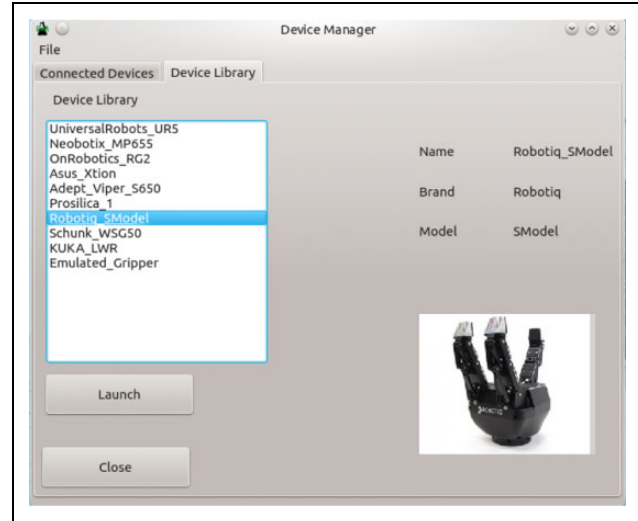 Device Manager
File
Connected Devices Device Library
Device Library
UniversalRobots_UR5
Neobotix_MP655
OnRobotics_RG2
Asus_Xtion
Adept_Viper_S650
Prosilica_1
Robotiq_SModel
Schunk_WSG50
KUKA_LWR
Emulated_Gripper
Name Robotiq_SModel
Brand Robotiq
Model SModel
ROBOTIQ
Launch
Close